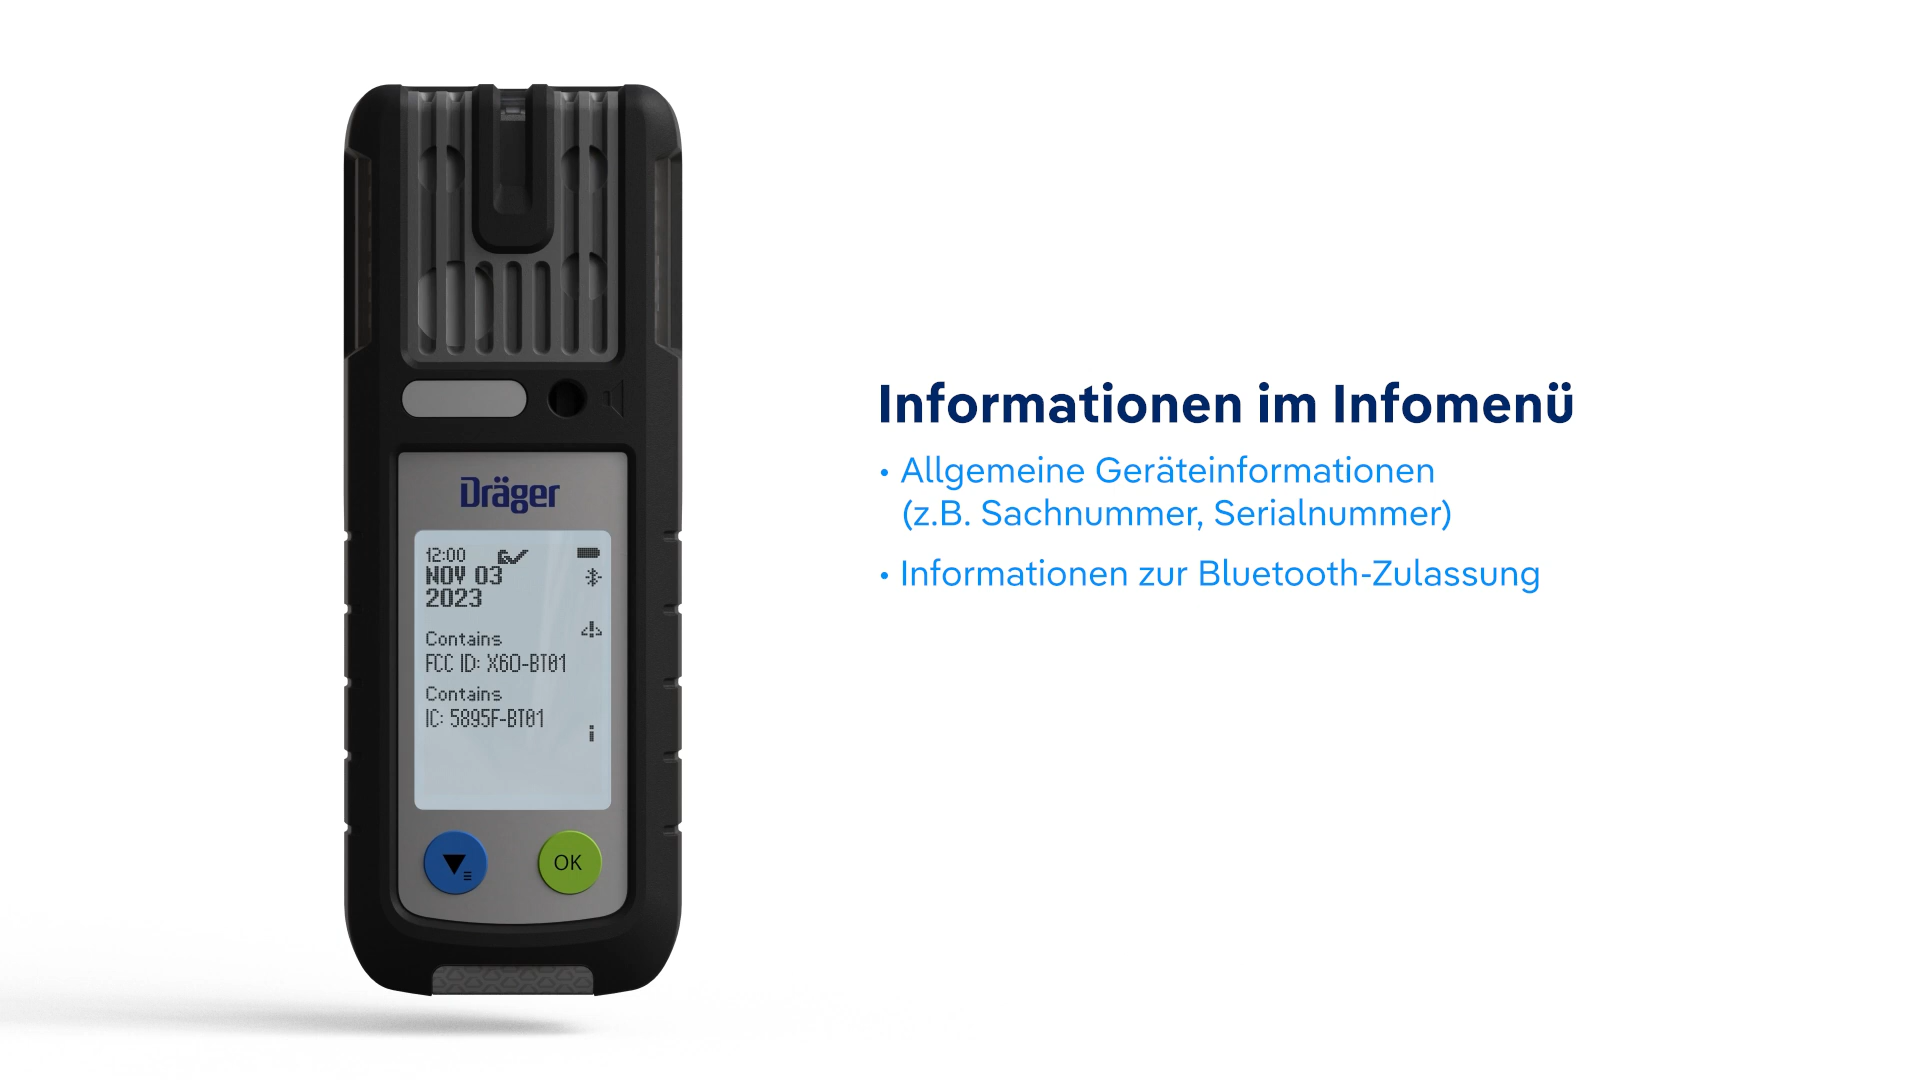 Dräger
12:00
NOV 03
2023
Contains
FCC ID: X6O-BT01
Contains
IC: 5895F-BT01
i
OK
Informationen im Infomenü
• Allgemeine Geräteinformationen
(z.B. Sachnummer, Serialnummer)
• Informationen zur Bluetooth-Zulassung